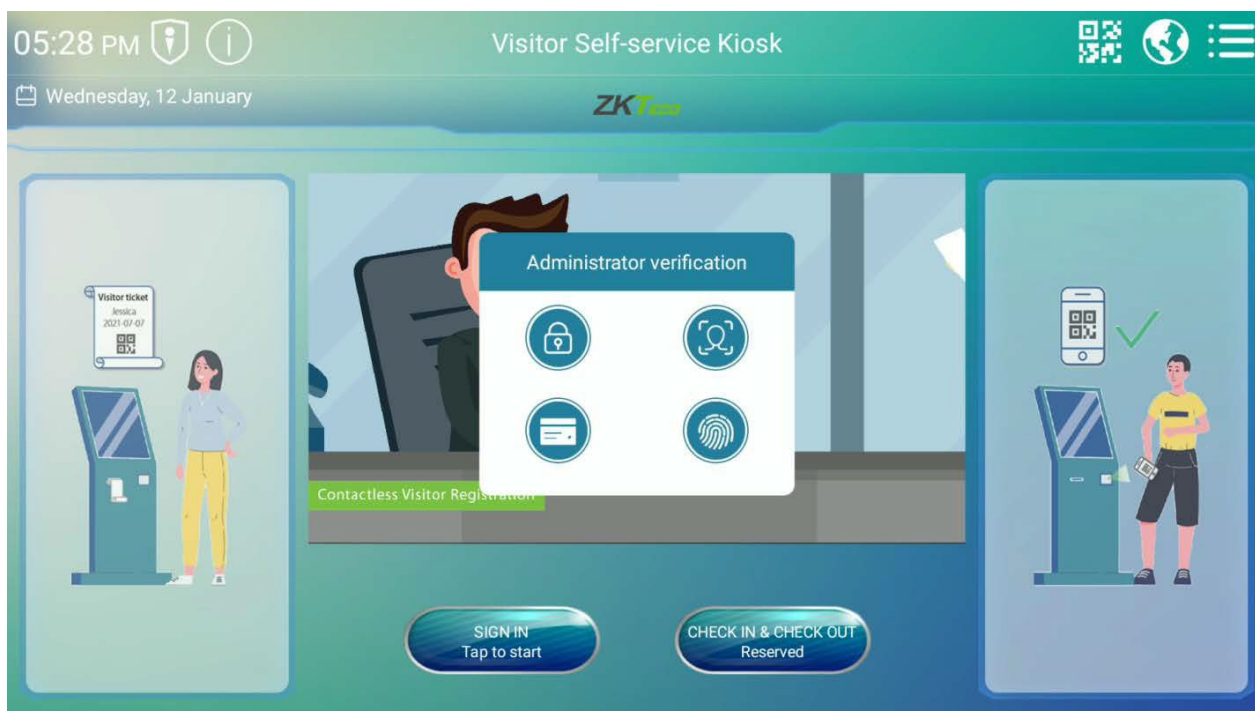 05:28 PM
Visitor Self-service Kiosk
Wednesday, 12 January
ZKTeco
Visitor ticket
Jessica
2021-07-07
Administrator verification
Contactless Visitor Registration
SIGN IN
Tap to start
CHECK IN & CHECK OUT
Reserved